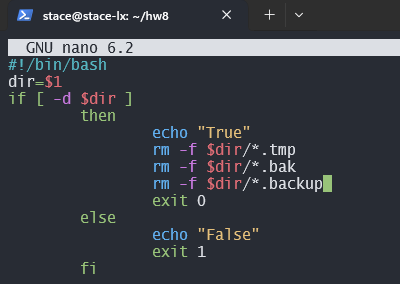 stace@stace-lx: ~/hw8
GNU nano 6.2
#!/bin/bash
dir=$1
if [ -d $dir ]
then
echo "True"
rm -f $dir/*.tmp
rm -f $dir/*.bak
rm -f $dir/*.backup
exit 0
else
echo "False"
exit 1
fi